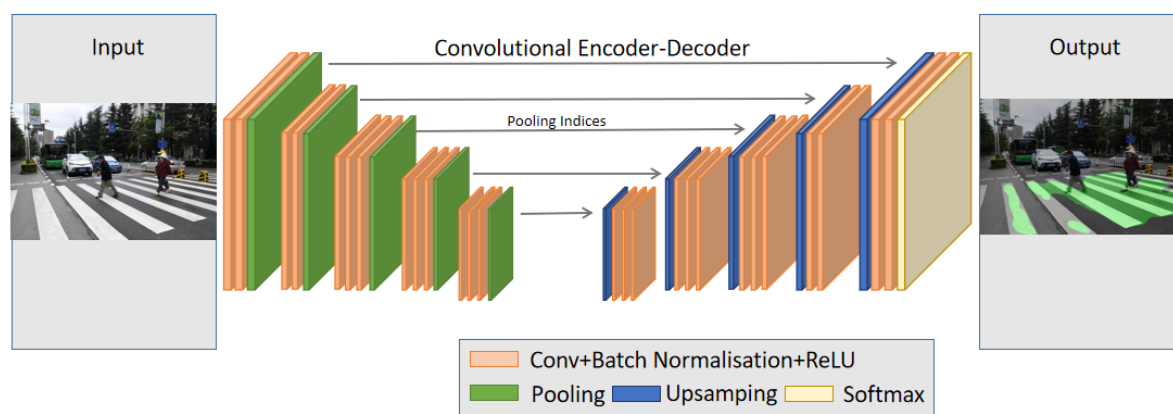 Input
Convolutional Encoder-Decoder
Output
Pooling Indices
Conv+Batch Normalisation+ReLU
Pooling
Upsamping
Softmax